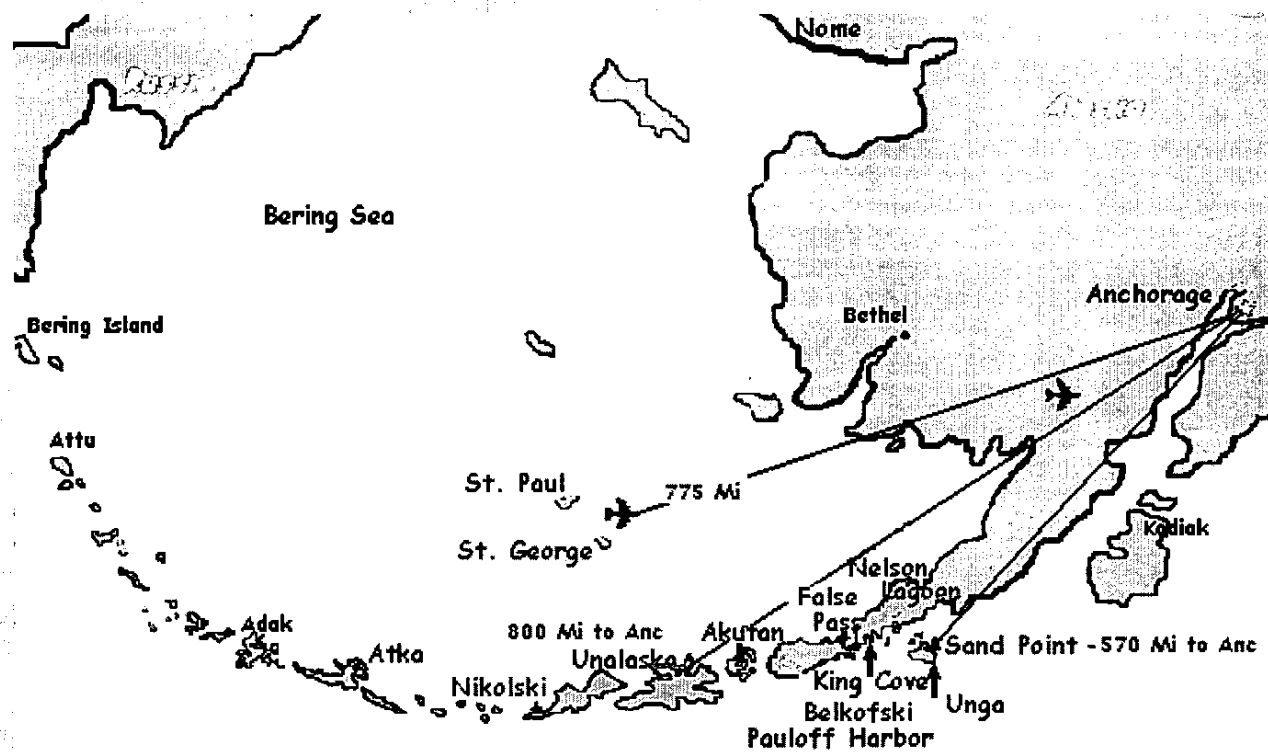 Nome
Bering Sea
Anchorage
Bering Island
Bethel
Attu
St. Paul
775 Mi
St. George
Kodiak
Nelson
Lagoon
False
Pass
Adak
800 Mi to Anc
Akutan
Sand Point - 570 Mi to Anc
Atka
Unalaska
Nikolski
King Cove
Unga
Belkofski
Pauloff Harbor